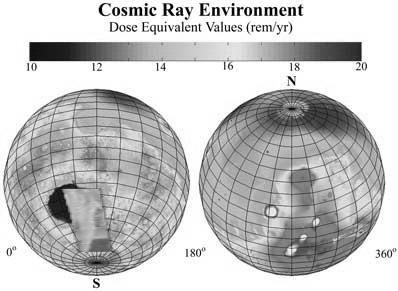 Cosmic Ray Environment
Dose Equivalent Values (rem/yr)
10 12 14 16 18 20
N
0° 180° 360°
S